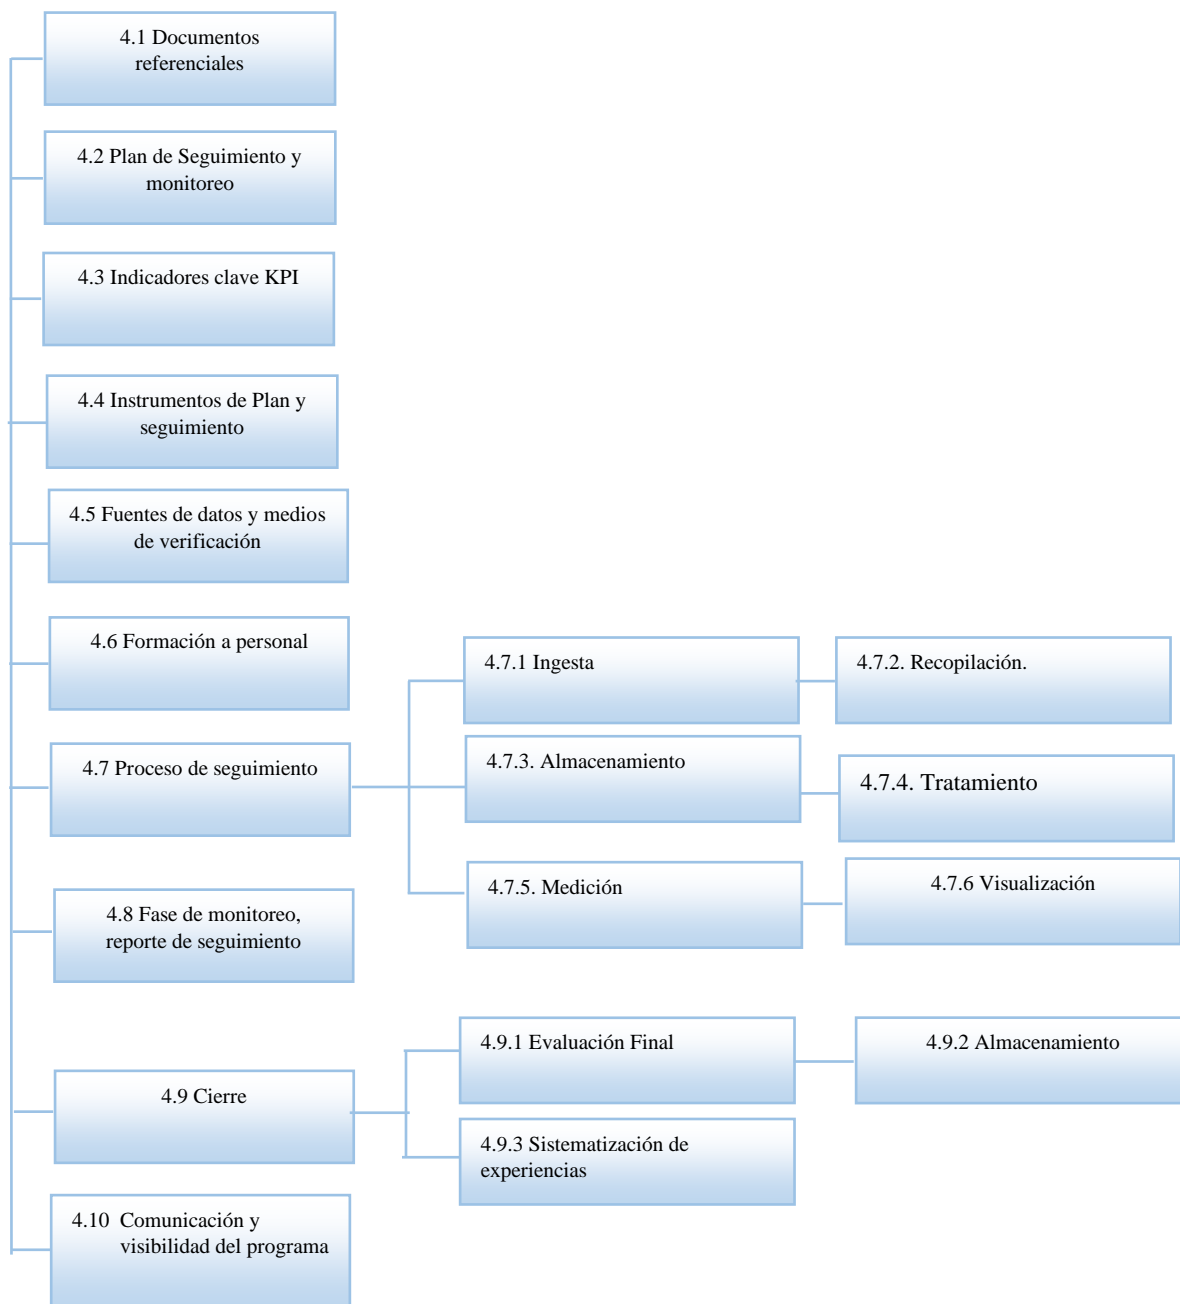 4.1 Documentos
referenciales
4.2 Plan de Seguimiento y
monitoreo
4.3 Indicadores clave KPI
4.4 Instrumentos de Plan y
seguimiento
4.5 Fuentes de datos y medios
de verificación
4.6 Formación a personal
4.7 Proceso de seguimiento
4.7.1 Ingesta
4.7.2. Recopilación.
4.7.3. Almacenamiento
4.7.4. Tratamiento
4.7.5. Medición
4.7.6 Visualización
4.8 Fase de monitoreo,
reporte de seguimiento
4.9 Cierre
4.9.1 Evaluación Final
4.9.2 Almacenamiento
4.9.3 Sistematización de
experiencias
4.10 Comunicación y
visibilidad del programa